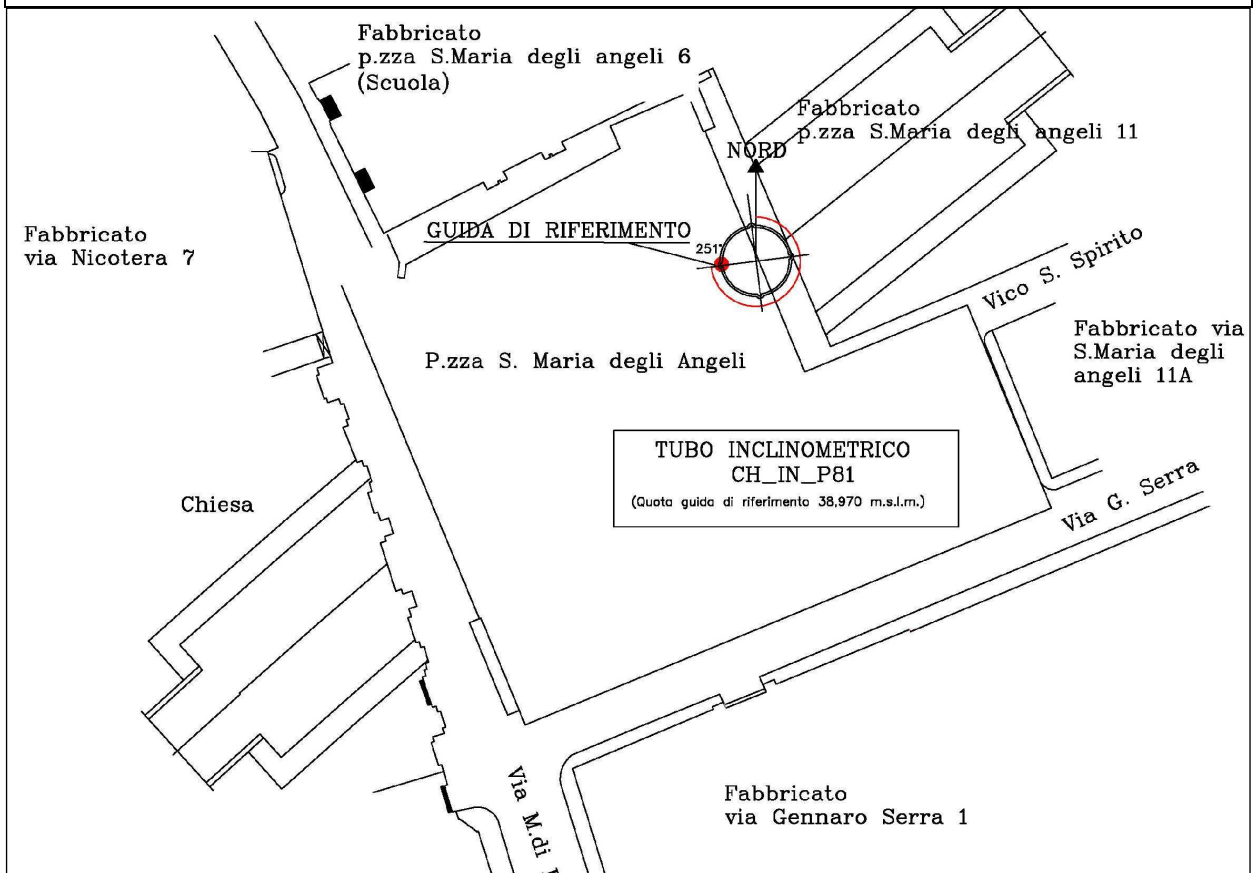 Fabbricato
p.zza S.Maria degli angeli 6
(Scuola)
Fabbricato
p.zza S.Maria degli angeli 11
NORD
GUIDA DI RIFERIMENTO
251°
Fabbricato
via Nicotera 7
Vico S. Spirito
Fabbricato via
S.Maria degli
angeli 11A
P.zza S. Maria degli Angeli
TUBO INCLINOMETRICO
CH_IN_P81
(Quota guida di riferimento 38,970 m.s.l.m.)
Chiesa
Via G. Serra
Via M.di
Fabbricato
via Gennaro Serra 1